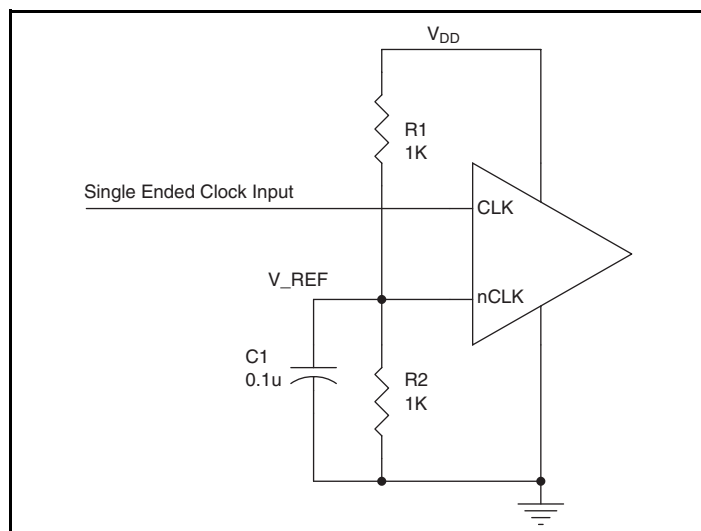 VDD
R1
1K
Single Ended Clock Input
CLK
V_REF
nCLK
C1
0.1u
R2
1K